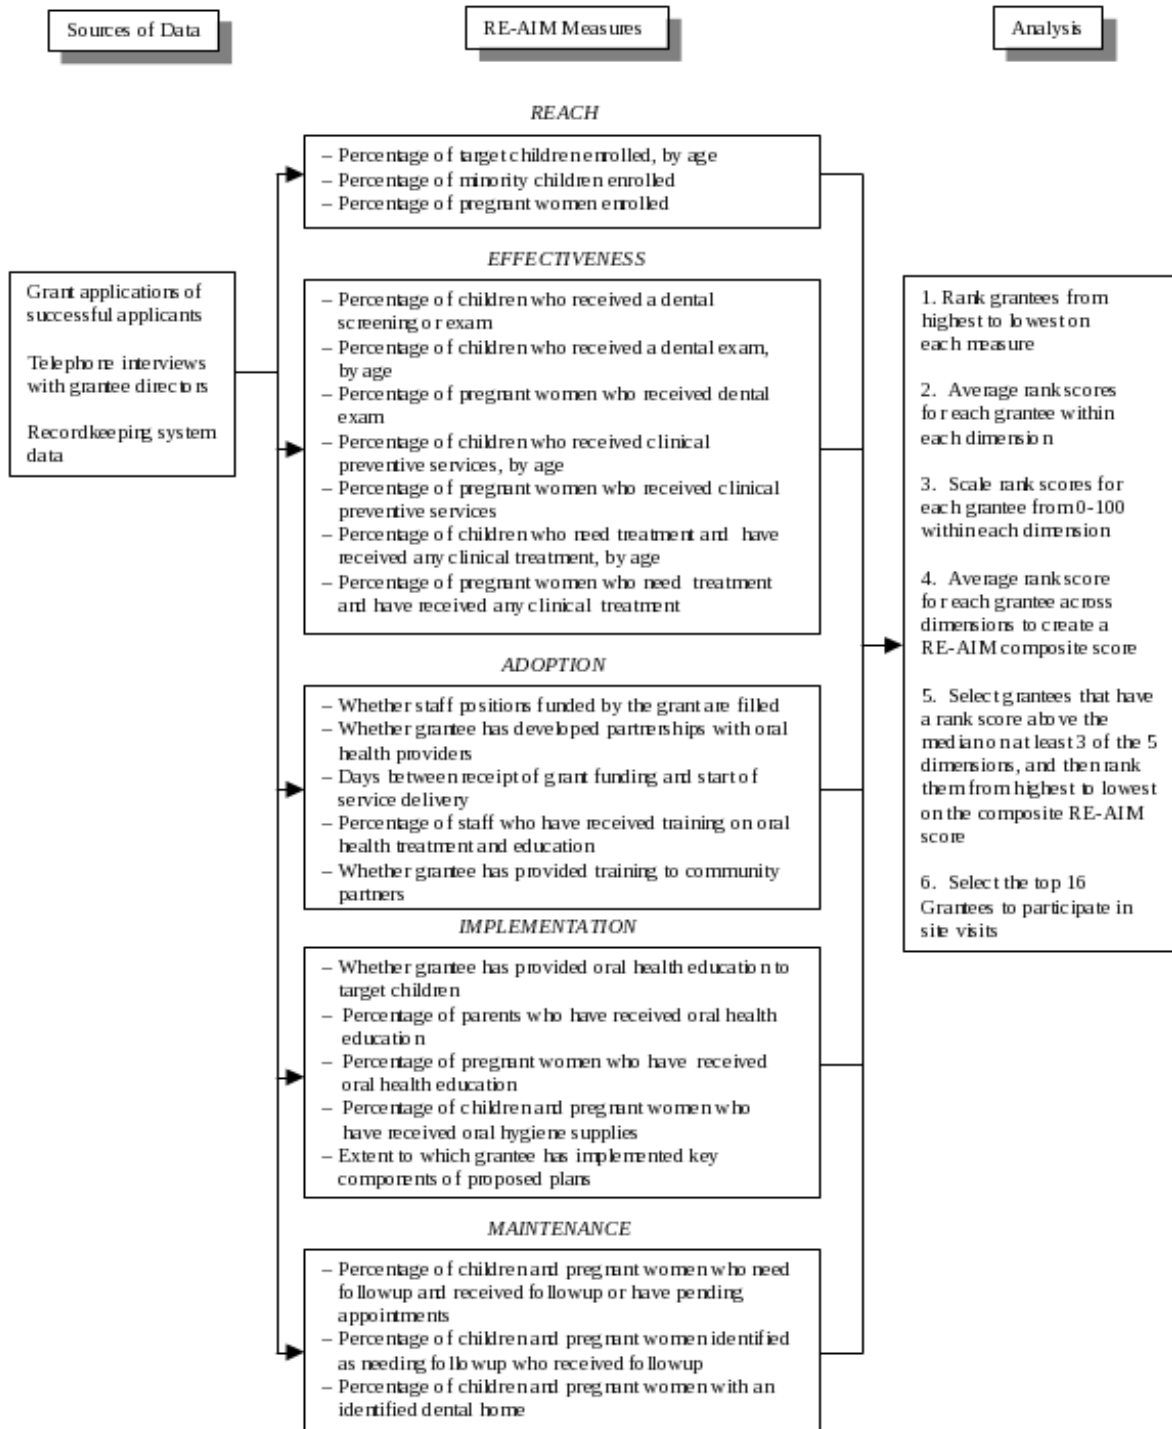 Sources of Data
RE-AIM Measures
Analysis
Grant applications of
successful applicants
Telephone interviews
with grantee directors
Recordkeeping system
data
REACH
– Percentage of target children enrolled, by age
– Percentage of minority children enrolled
– Percentage of pregnant women enrolled
EFFECTIVENESS
– Percentage of children who received a dental
screening or exam
– Percentage of children who received a dental exam,
by age
– Percentage of pregnant women who received dental
exam
– Percentage of children who received clinical
preventive services, by age
– Percentage of pregnant women who received clinical
preventive services
– Percentage of children who need treatment and have
received any clinical treatment, by age
– Percentage of pregnant women who need treatment
and have received any clinical treatment
ADOPTION
– Whether staff positions funded by the grant are filled
– Whether grantee has developed partnerships with oral
health providers
– Days between receipt of grant funding and start of
service delivery
– Percentage of staff who have received training on oral
health treatment and education
– Whether grantee has provided training to community
partners
IMPLEMENTATION
– Whether grantee has provided oral health education to
target children
– Percentage of parents who have received oral health
education
– Percentage of pregnant women who have received
oral health education
– Percentage of children and pregnant women who
have received oral hygiene supplies
– Extent to which grantee has implemented key
components of proposed plans
MAINTENANCE
– Percentage of children and pregnant women who need
followup and received followup or have pending
appointments
– Percentage of children and pregnant women identified
as needing followup who received followup
– Percentage of children and pregnant women with an
identified dental home
1. Rank grantees from
highest to lowest on
each measure
2. Average rank scores
for each grantee within
each dimension
3. Scale rank scores for
each grantee from 0-100
within each dimension
4. Average rank score
for each grantee across
dimensions to create a
RE-AIM composite score
5. Select grantees that have
a rank score above the
median on at least 3 of the 5
dimensions, and then rank
them from highest to lowest
on the composite RE-AIM
score
6. Select the top 16
Grantees to participate in
site visits